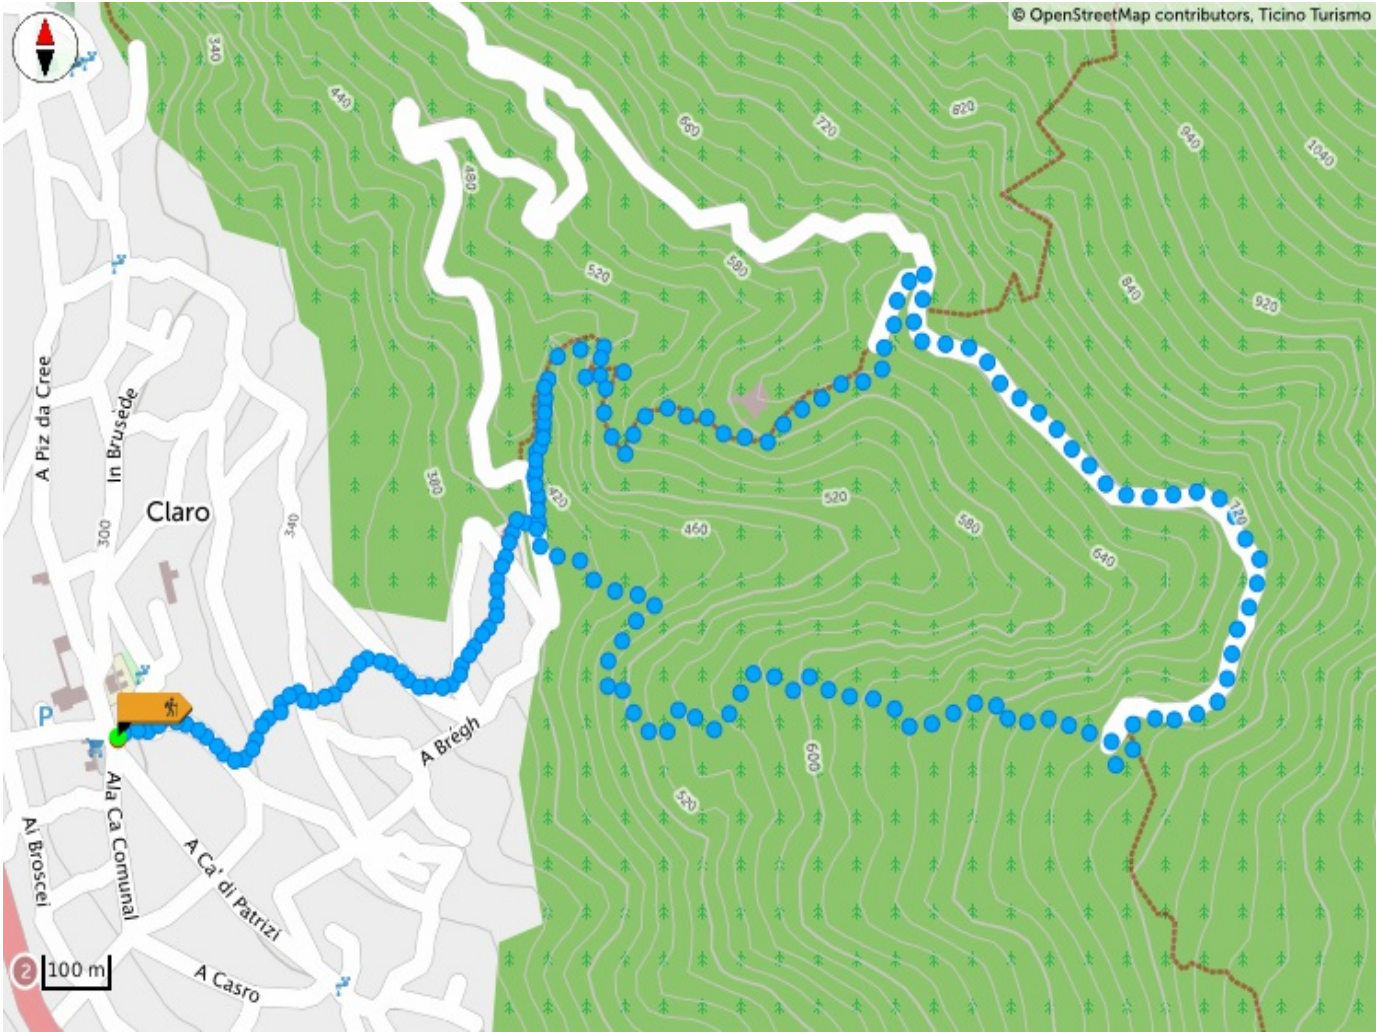 © OpenStreetMap contributors, Ticino Turismo
340
440
660
720
820
940
1040
480
520
580
840
920
A Piz da Cree
In Brusède
380
420
520
720
Claro
300
340
460
580
640
P
A Brégh
600
520
Ai Broscei
Ala Ca Comunal
A Ca' di Patrizi
2
100 m
A Casro